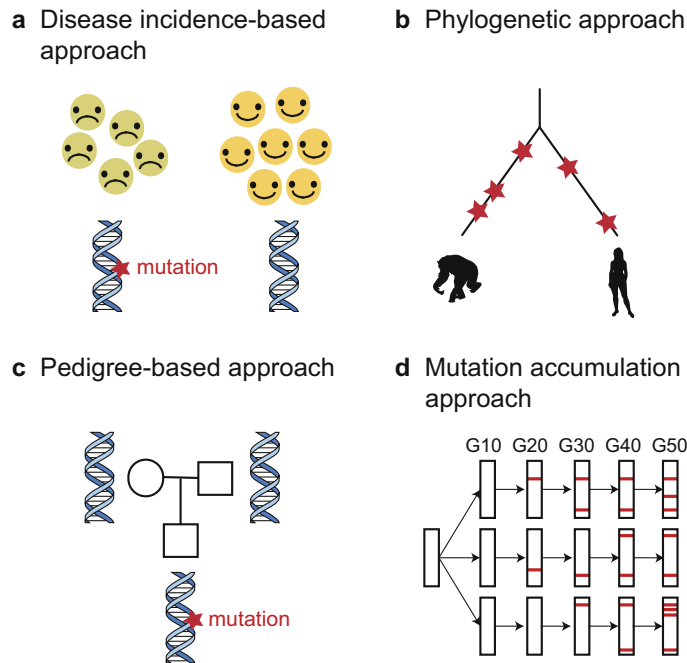 a Disease incidence-based
approach
mutation
b Phylogenetic approach
c Pedigree-based approach
mutation
d Mutation accumulation
approach
G10 G20 G30 G40 G50